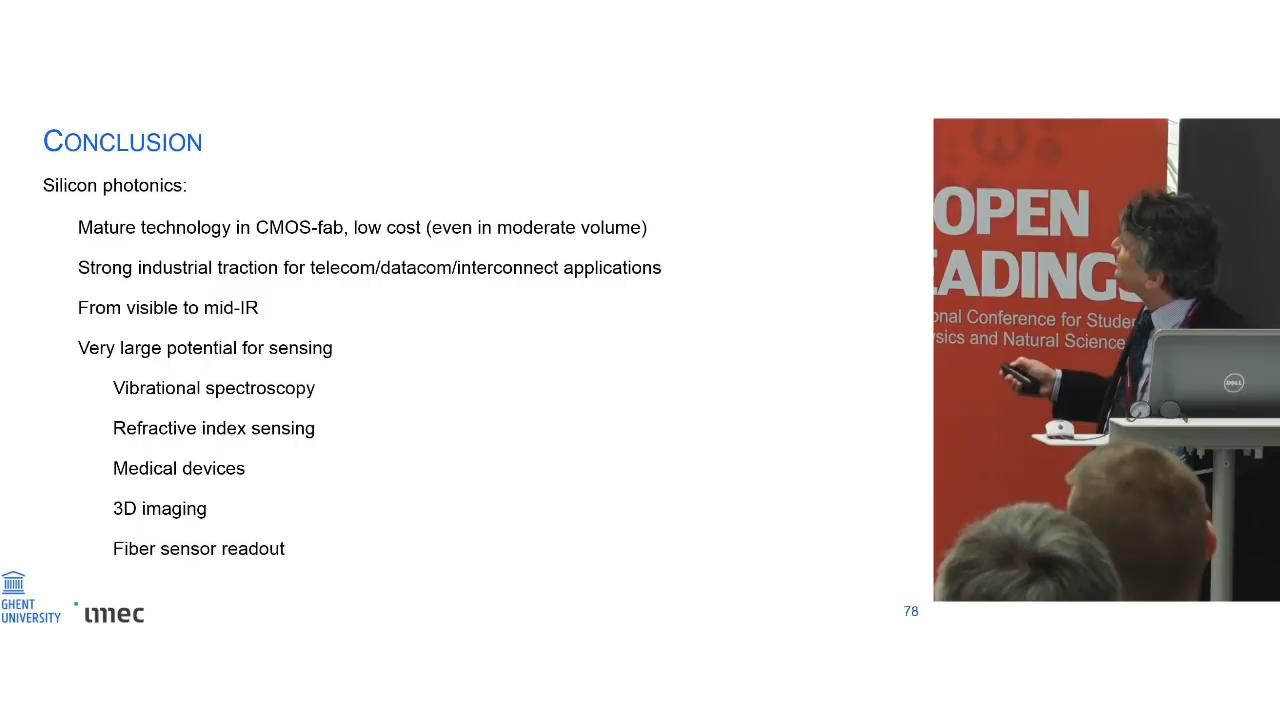 CONCLUSION
Silicon photonics:
Mature technology in CMOS-fab, low cost (even in moderate volume)
Strong industrial traction for telecom/datacom/interconnect applications
From visible to mid-IR
Very large potential for sensing
Vibrational spectroscopy
Refractive index sensing
Medical devices
3D imaging
Fiber sensor readout
GHENT
UNIVERSITY
imec
78
OPEN
EADINGS
onal Conference for Studen
sics and Natural Science
DELL